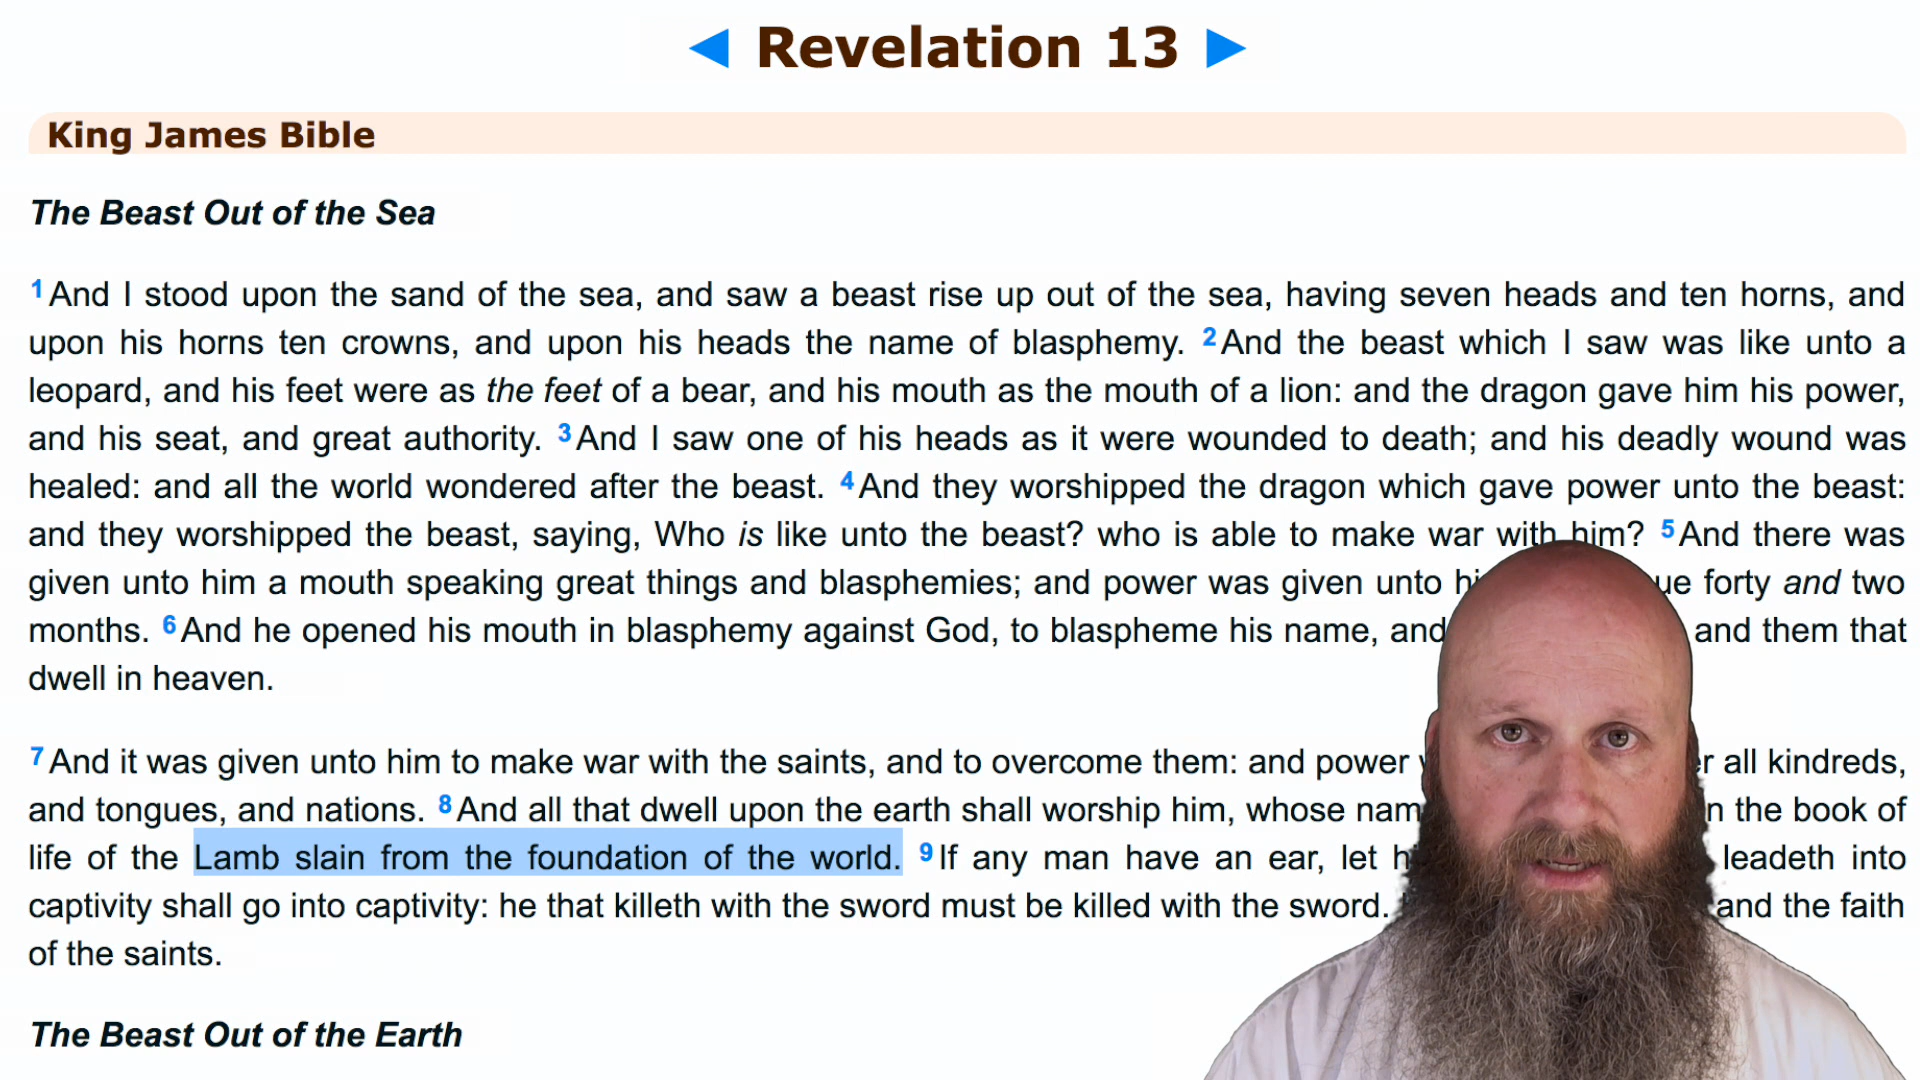 ◀ Revelation 13 ▶
King James Bible
The Beast Out of the Sea
1 And I stood upon the sand of the sea, and saw a beast rise up out of the sea, having seven heads and ten horns, and
upon his horns ten crowns, and upon his heads the name of blasphemy. 2 And the beast which I saw was like unto a
leopard, and his feet were as the feet of a bear, and his mouth as the mouth of a lion: and the dragon gave him his power,
and his seat, and great authority. 3 And I saw one of his heads as it were wounded to death; and his deadly wound was
healed: and all the world wondered after the beast. 4 And they worshipped the dragon which gave power unto the beast:
and they worshipped the beast, saying, Who is like unto the beast? who is able to make war with him? 5 And there was
given unto him a mouth speaking great things and blasphemies; and power was given unto forty and two
months. 6 And he opened his mouth in blasphemy against God, to blaspheme his name, and and them that
dwell in heaven.
7 And it was given unto him to make war with the saints, and to overcome them: and power all kindreds,
and tongues, and nations. 8 And all that dwell upon the earth shall worship him, whose the book of
life of the Lamb slain from the foundation of the world. 9 If any man have an ear, let leadeth into
captivity shall go into captivity: he that killeth with the sword must be killed with the sword. and the faith
of the saints.
The Beast Out of the Earth